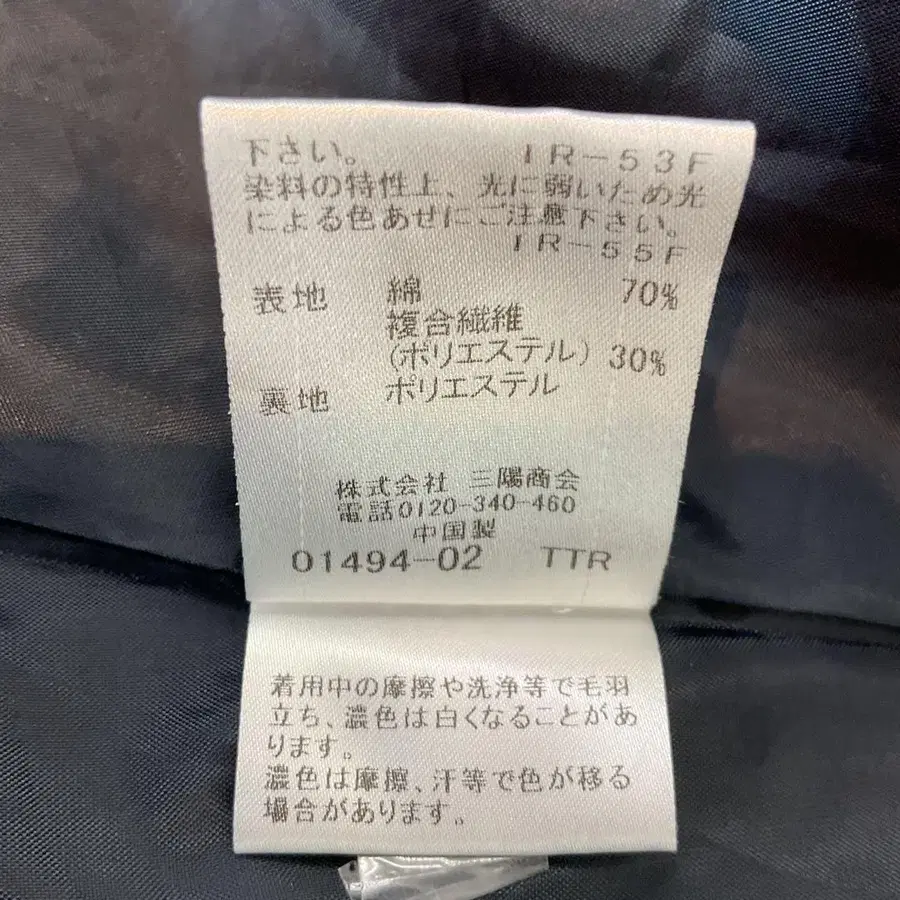 下さい。 IR-53F
染料の特性上、光に弱いため光
による色あせにご注意下さい。
IR-55F
表地 綿 70%
複合繊維
(ポリエステル) 30%
裏地 ポリエステル
株式会社 三陽商会
電話0120-340-460
中国製
01494-02 TTR
着用中の摩擦や洗浄等で毛羽
立ち、濃色は白くなることがあ
ります。
濃色は摩擦、汗等で色が移る
場合があります。